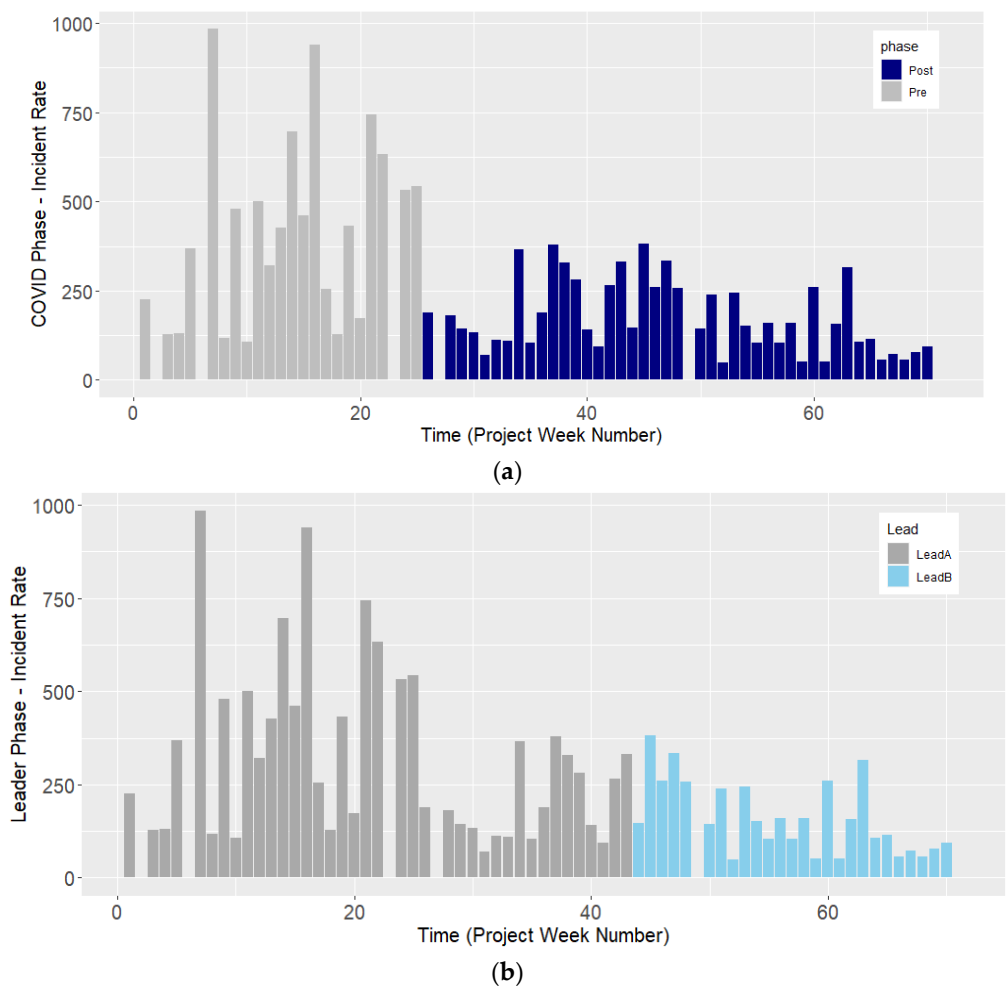 1000
750
500
250
0
COVID Phase - Incident Rate
phase
Post
Pre
0 20 40 60
Time (Project Week Number)
(a)
1000
750
500
250
0
Leader Phase - Incident Rate
Lead
LeadA
LeadB
0 20 40 60
Time (Project Week Number)
(b)